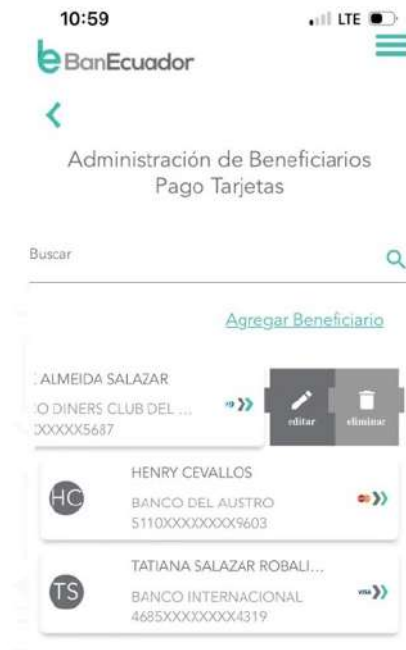 10:59
LTE
BanEcuador
Administración de Beneficiarios
Pago Tarjetas
Buscar
Agregar Beneficiario
ALMEIDA SALAZAR
O DINERS CLUB DEL ...
XXXXX5687
editar
eliminar
HC
HENRY CEVALLOS
BANCO DEL AUSTRO
5110XXXXXXXX9603
TS
TATIANA SALAZAR ROBALI...
BANCO INTERNACIONAL
4685XXXXXXXX4319
VISA